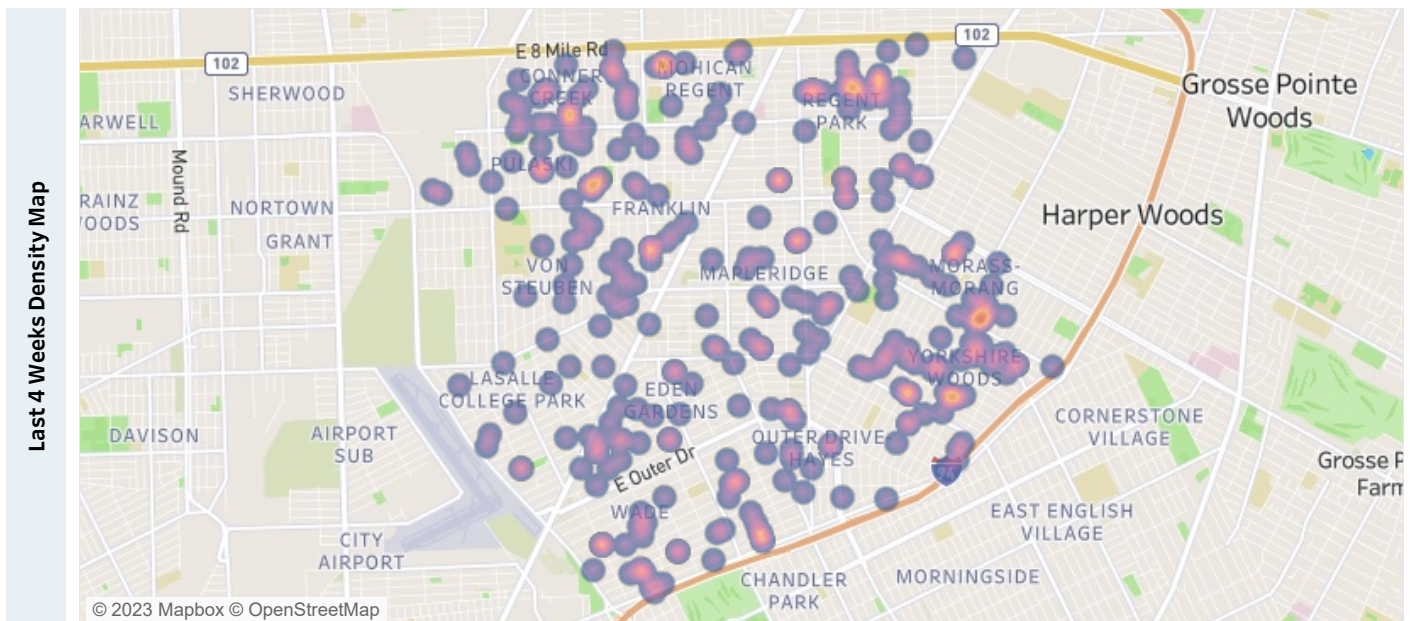 Last 4 Weeks Density Map
E 8 Mile Rd
102
102
CONNER
CREEK
MOHICAN
REGENT
REGENT
PARK
Grosse Pointe
Woods
SHERWOOD
ARWELL
Mound Rd
PULASKI
RAINZ
WOODS
NORTOWN
FRANKLIN
Harper Woods
GRANT
VON
STEUBEN
MAPLERIDGE
MORASS-
MORANG
YORKSHIRE
WOODS
LASALLE
COLLEGE PARK
EDEN
GARDENS
CORNERSTONE
VILLAGE
DAVISON
AIRPORT
SUB
OUTER DRIVE-
HAYES
E Outer Dr
94
Grosse P
Farm
WADE
EAST ENGLISH
VILLAGE
CITY
AIRPORT
CHANDLER
PARK
MORNINGSIDE
© 2023 Mapbox © OpenStreetMap